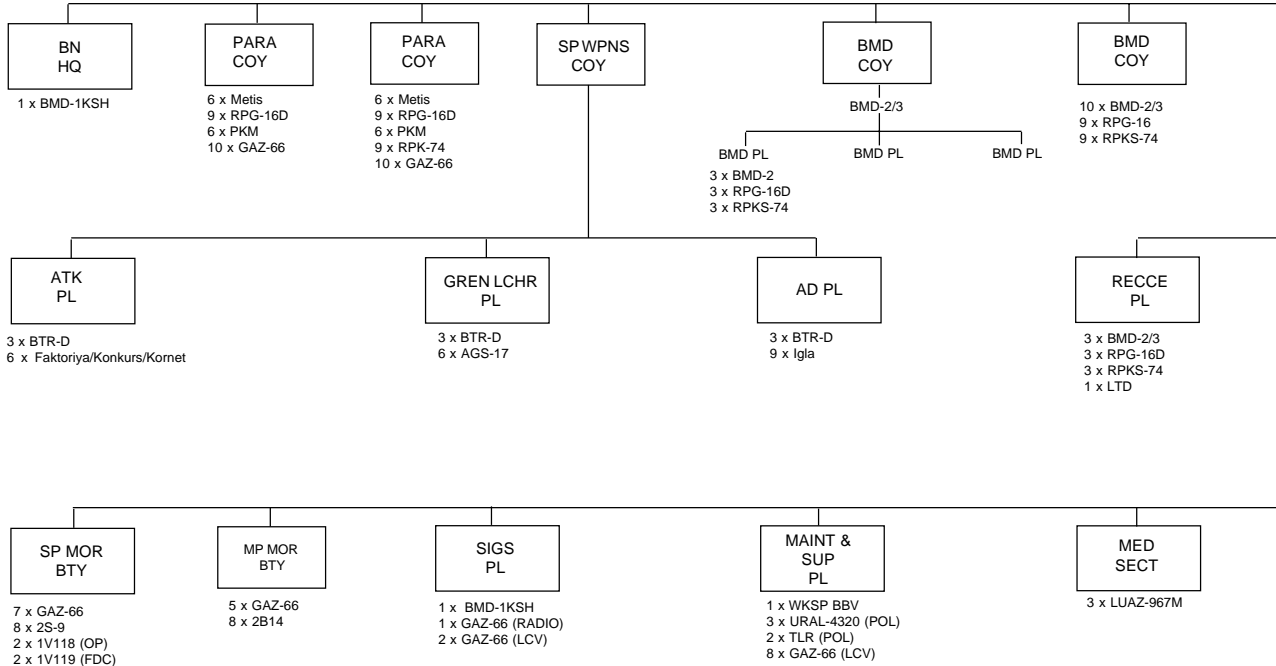 BN
HQ
1 x BMD-1KSH
PARA
COY
6 x Metis
9 x RPG-16D
6 x PKM
10 x GAZ-66
PARA
COY
6 x Metis
9 x RPG-16D
6 x PKM
9 x RPK-74
10 x GAZ-66
SP WPNS
COY
BMD
COY
BMD-2/3
BMD PL
BMD PL
BMD PL
3 x BMD-2
3 x RPG-16D
3 x RPKS-74
BMD
COY
10 x BMD-2/3
9 x RPG-16
9 x RPKS-74
ATK
PL
3 x BTR-D
6 x Faktoriya/Konkurs/Kornet
GREN LCHR
PL
3 x BTR-D
6 x AGS-17
AD PL
3 x BTR-D
9 x Igla
RECCE
PL
3 x BMD-2/3
3 x RPG-16D
3 x RPKS-74
1 x LTD
SP MOR
BTY
7 x GAZ-66
8 x 2S-9
2 x 1V118 (OP)
2 x 1V119 (FDC)
MP MOR
BTY
5 x GAZ-66
8 x 2B14
SIGS
PL
1 x BMD-1KSH
1 x GAZ-66 (RADIO)
2 x GAZ-66 (LCV)
MAINT &
SUP
PL
1 x WKSP BBV
3 x URAL-4320 (POL)
2 x TLR (POL)
8 x GAZ-66 (LCV)
MED
SECT
3 x LUAZ-967M